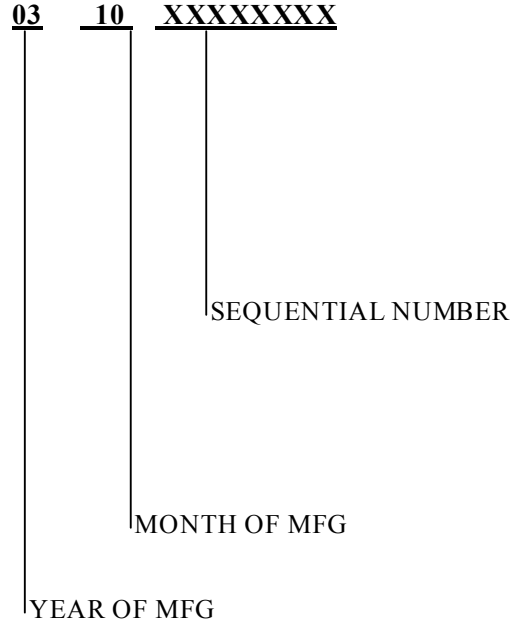 03 10 XXXXXXXX
SEQUENTIAL NUMBER
MONTH OF MFG
YEAR OF MFG